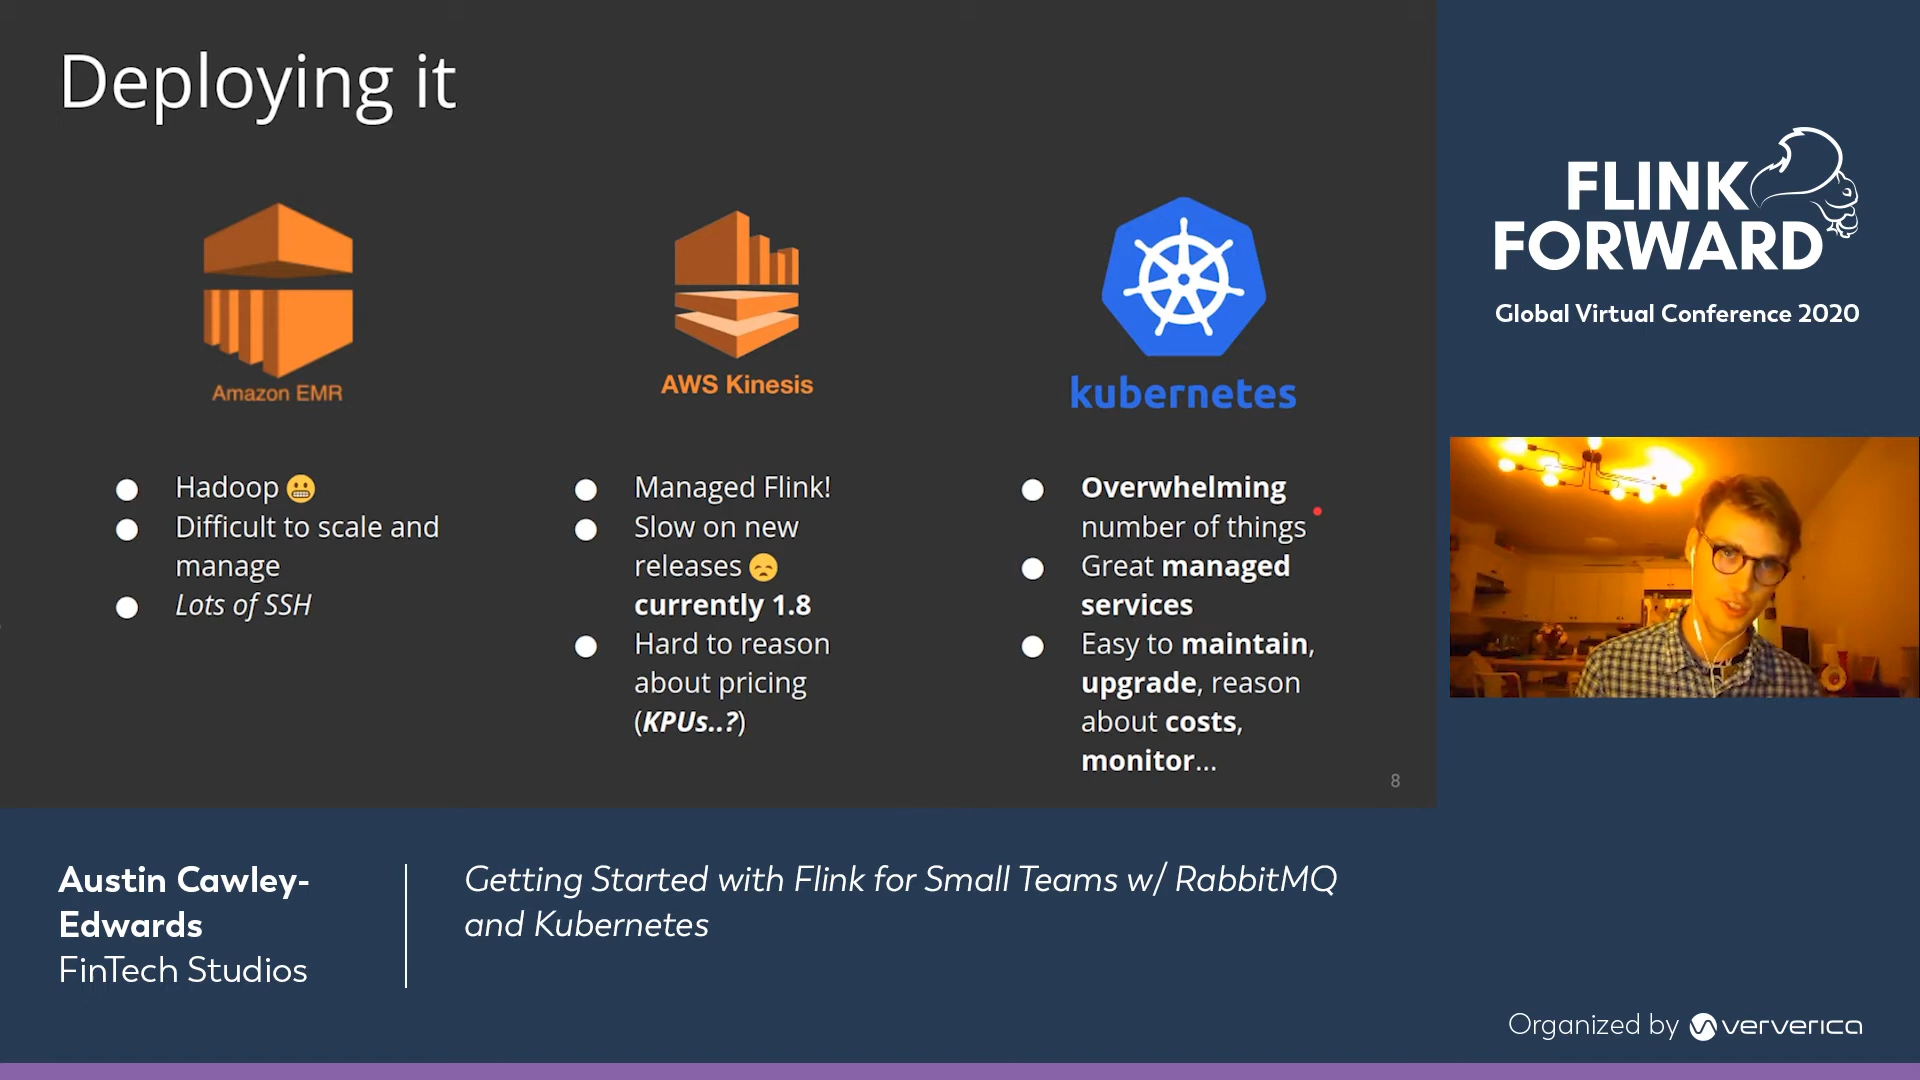 Deploying it
Amazon EMR
Hadoop 😬
Difficult to scale and
manage
Lots of SSH
AWS Kinesis
Managed Flink!
Slow on new
releases 😞
currently 1.8
Hard to reason
about pricing
(KPUs..?)
kubernetes
Overwhelming
number of things
Great managed
services
Easy to maintain,
upgrade, reason
about costs,
monitor...
8
FLINK
FORWARD
Global Virtual Conference 2020
Austin Cawley-
Edwards
FinTech Studios
Getting Started with Flink for Small Teams w/ RabbitMQ
and Kubernetes
Organized by ververica